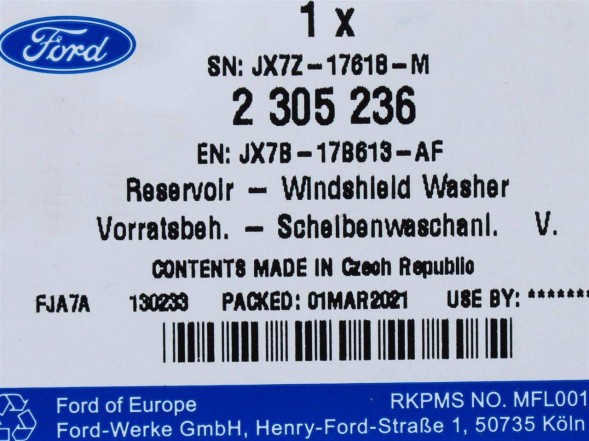 1 x
Ford
SN: JX7Z-17618-M
2 305 236
EN: JX7B-17B613-AF
Reservoir - Windshield Washer
Vorratsbeh. - Scheibenwaschanl. V.
CONTENTS MADE IN Czech Republic
FJA7A 130233 PACKED: 01MAR2021 USE BY: *******
Ford of Europe RKPMS NO. MFL001
Ford-Werke GmbH, Henry-Ford-Straße 1, 50735 Köln